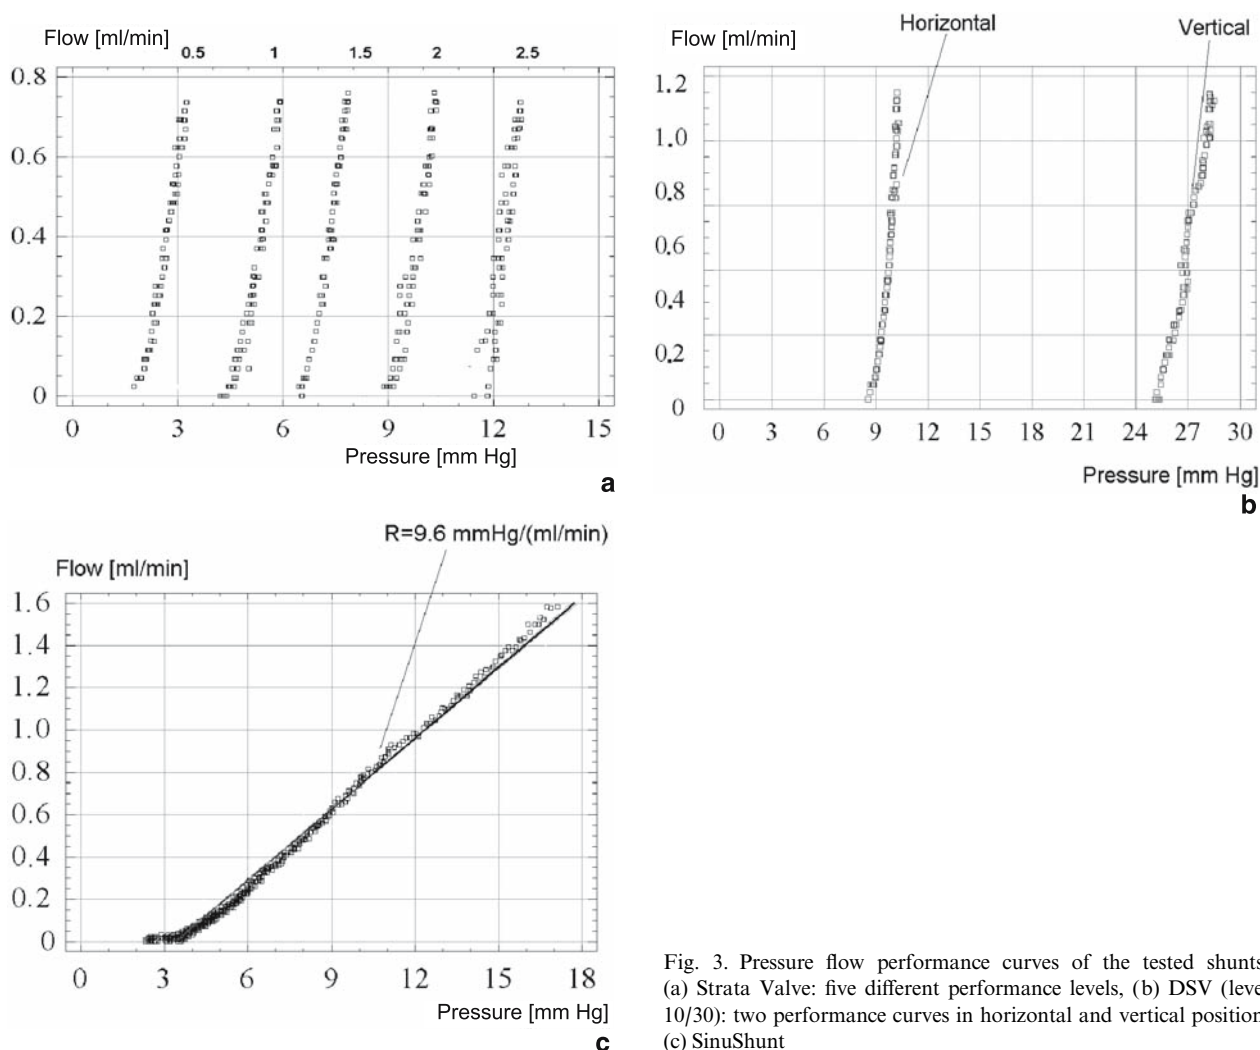 Flow [ml/min]
0.5 1 1.5 2 2.5
0.8
0.6
0.4
0.2
0
0 3 6 9 12 15
Pressure [mm Hg]
a
Horizontal
Vertical
Flow [ml/min]
1.2
1.0
0.8
0.6
0.4
0.2
0
0 3 6 9 12 15 18 21 24 27 30
Pressure [mm Hg]
b
R=9.6 mmHg/(ml/min)
Flow [ml/min]
1.6
1.4
1.2
1.0
0.8
0.6
0.4
0.2
0
0 3 6 9 12 15 18
Pressure [mm Hg]
c
Fig. 3. Pressure flow performance curves of the tested shunts
(a) Strata Valve: five different performance levels, (b) DSV (leve
10/30): two performance curves in horizontal and vertical position
(c) SinuShunt